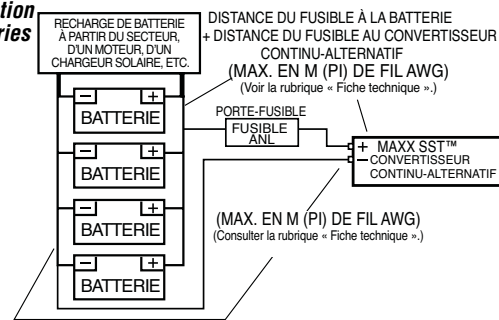 tion
ries
RECHARGE DE BATTERIE
À PARTIR DU SECTEUR,
D'UN MOTEUR, D'UN
CHARGEUR SOLAIRE, ETC.
DISTANCE DU FUSIBLE À LA BATTERIE
+ DISTANCE DU FUSIBLE AU CONVERTISSEUR
CONTINU-ALTERNATIF
(MAX. EN M (PI) DE FIL AWG)
(Voir la rubrique « Fiche technique ».)
– +
BATTERIE
PORTE-FUSIBLE
FUSIBLE
ANL
+ MAXX SST™
– CONVERTISSEUR
CONTINU-ALTERNATIF
– +
BATTERIE
– +
BATTERIE
(MAX. EN M (PI) DE FIL AWG)
(Consulter la rubrique « Fiche technique ».)
– +
BATTERIE